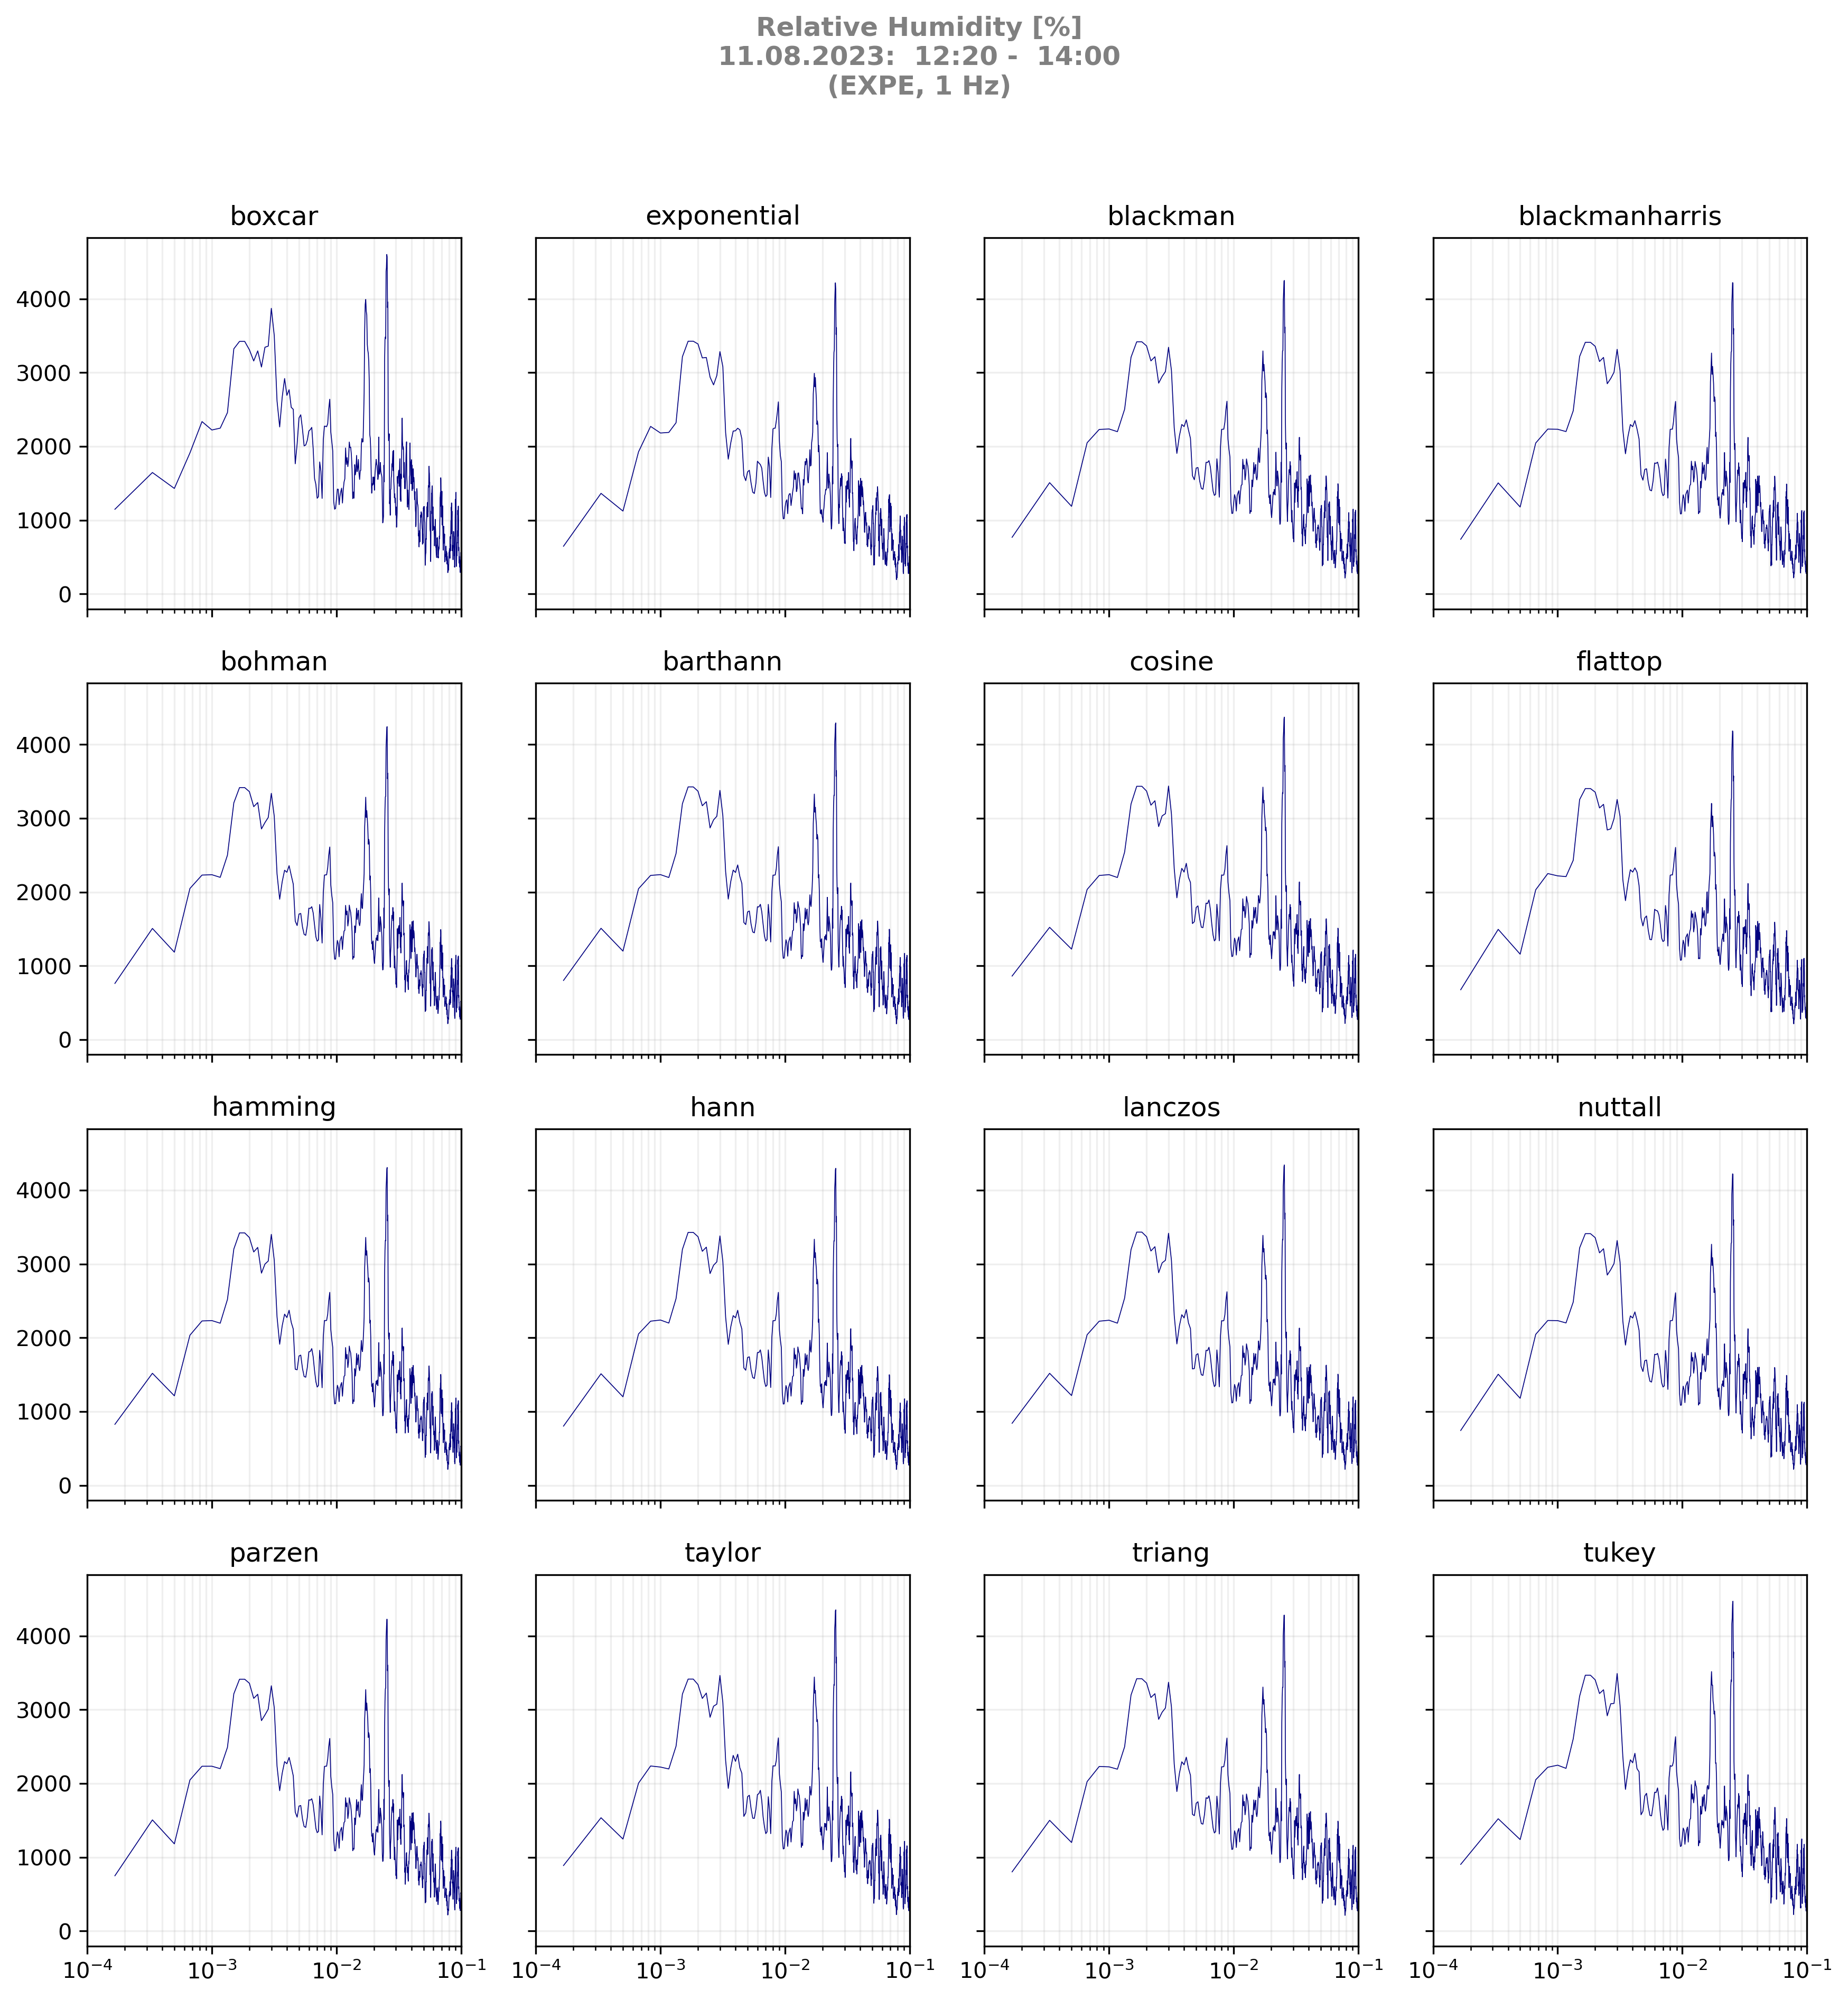 Relative Humidity [%]
11.08.2023:  12:20 -  14:00
(EXPE, 1 Hz)
boxcar exponential blackman blackmanharris
4000
3000
2000
1000
0
bohman barthann cosine flattop
4000
3000
2000
1000
0
hamming hann lanczos nuttall
4000
3000
2000
1000
0
parzen taylor triang tukey
4000
3000
2000
1000
0
10⁻⁴ 10⁻³ 10⁻² 10⁻¹ 10⁻⁴ 10⁻³ 10⁻² 10⁻¹ 10⁻⁴ 10⁻³ 10⁻² 10⁻¹ 10⁻⁴ 10⁻³ 10⁻² 10⁻¹